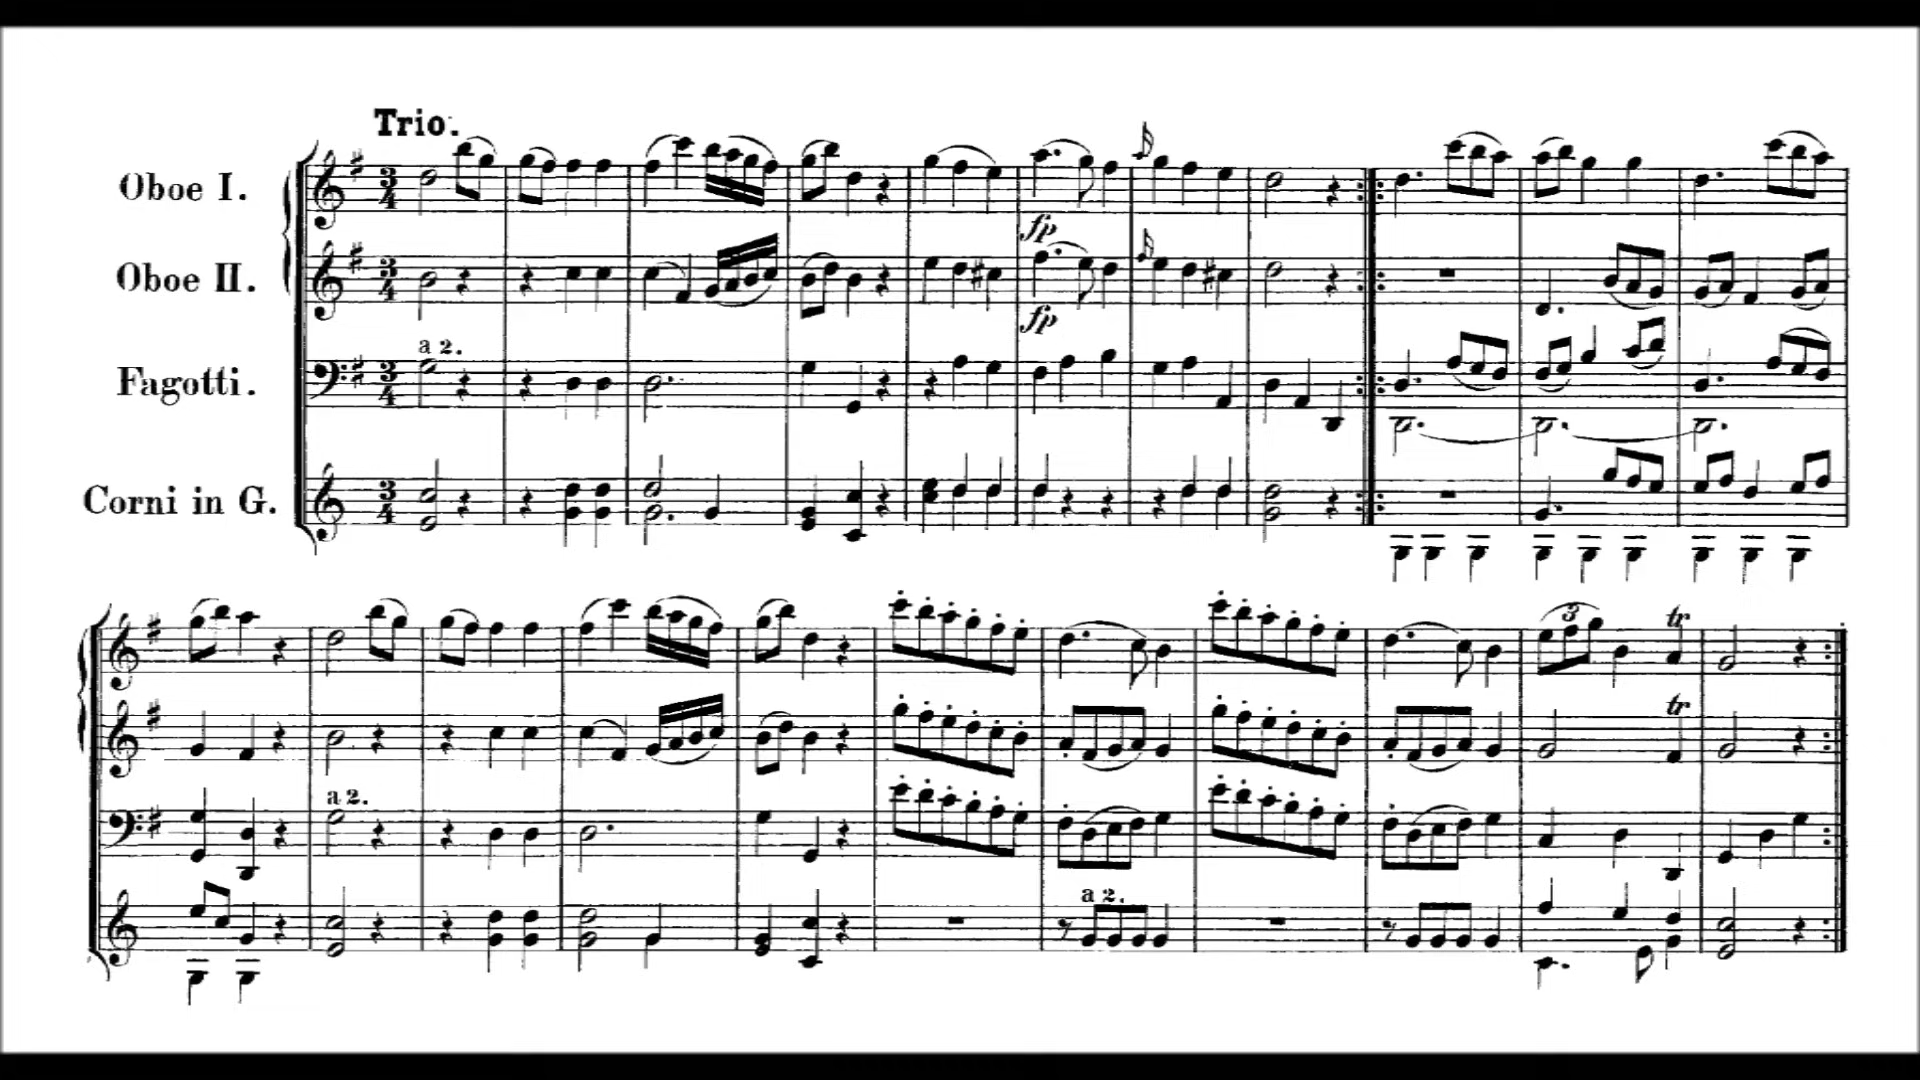 Trio.
Oboe I.
3
4
fp
Oboe II.
3
4
fp
a 2.
Fagotti.
3
4
Corni in G.
3
4
3
tr
tr
a 2.
a 2.